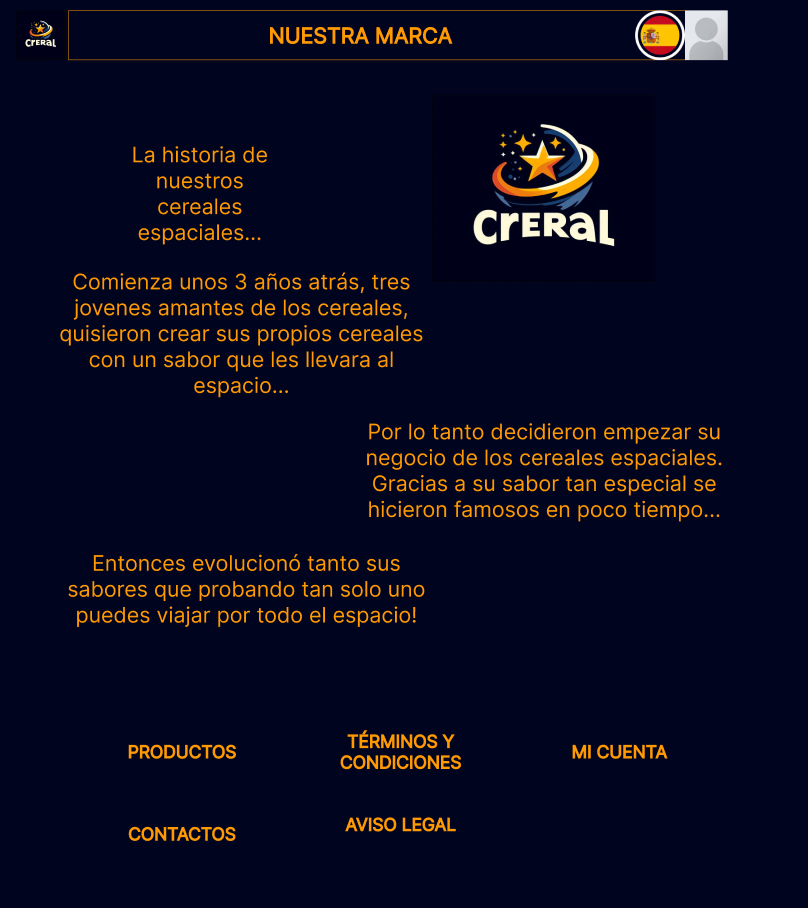 CreRaL
NUESTRA MARCA
CreRaL
La historia de
nuestros
cereales
espaciales...
Comienza unos 3 años atrás, tres
jovenes amantes de los cereales,
quisieron crear sus propios cereales
con un sabor que les llevara al
espacio...
Por lo tanto decidieron empezar su
negocio de los cereales espaciales.
Gracias a su sabor tan especial se
hicieron famosos en poco tiempo...
Entonces evolucionó tanto sus
sabores que probando tan solo uno
puedes viajar por todo el espacio!
PRODUCTOS
TÉRMINOS Y
CONDICIONES
MI CUENTA
CONTACTOS
AVISO LEGAL